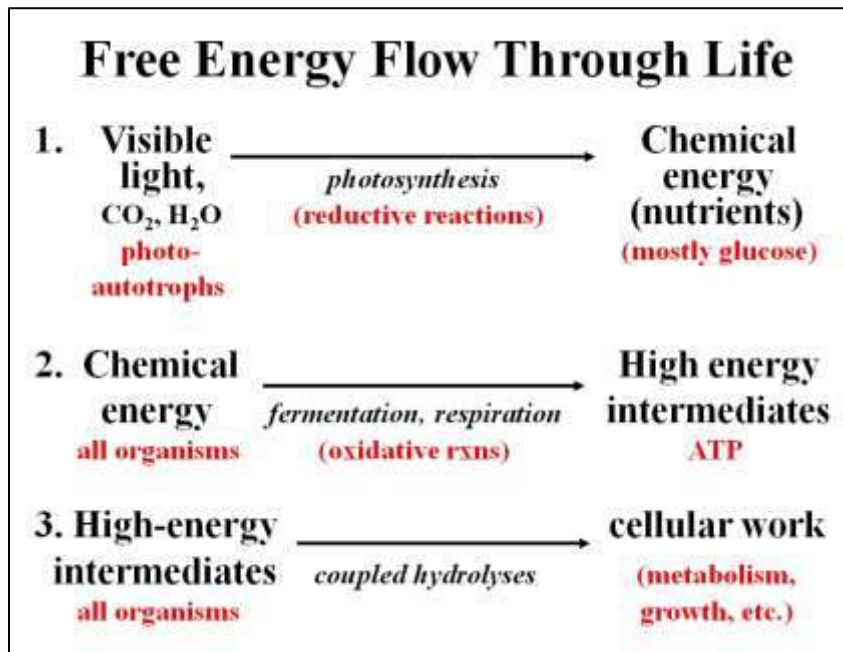 Free Energy Flow Through Life
1. Visible light, CO₂, H₂O
photo-autotrophs
photosynthesis
(reductive reactions)
Chemical energy (nutrients)
(mostly glucose)
2. Chemical energy
all organisms
fermentation, respiration
(oxidative rxns)
High energy intermediates
ATP
3. High-energy intermediates
all organisms
coupled hydrolyses
cellular work
(metabolism, growth, etc.)